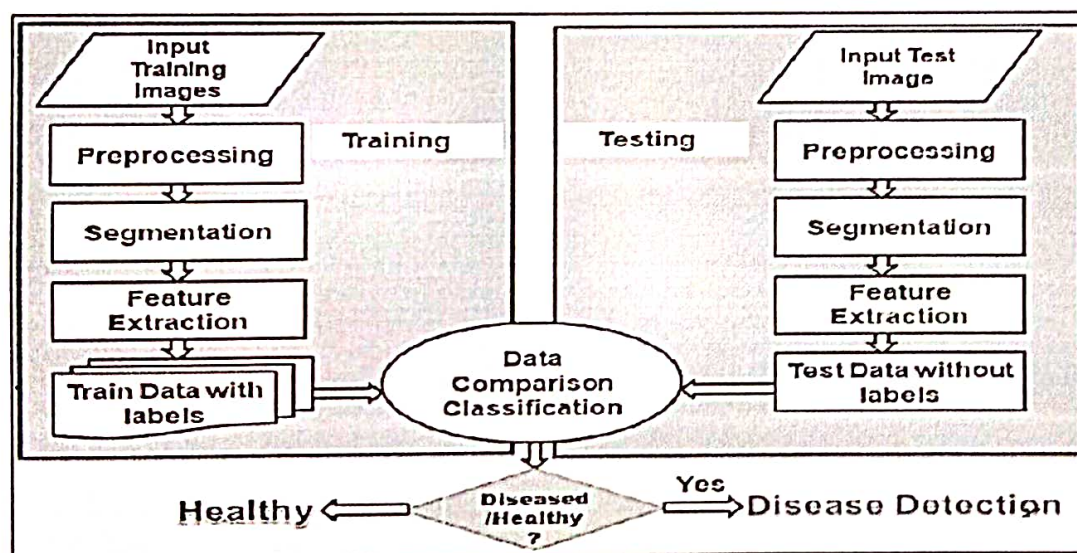 Input
Training
Images
Preprocessing
Segmentation
Feature
Extraction
Train Data with
labels
Training
Testing
Input Test
Image
Preprocessing
Segmentation
Feature
Extraction
Test Data without
labels
Data
Comparison
Classification
Diseased
/Healthy
?
Healthy
Yes
Disease Detection